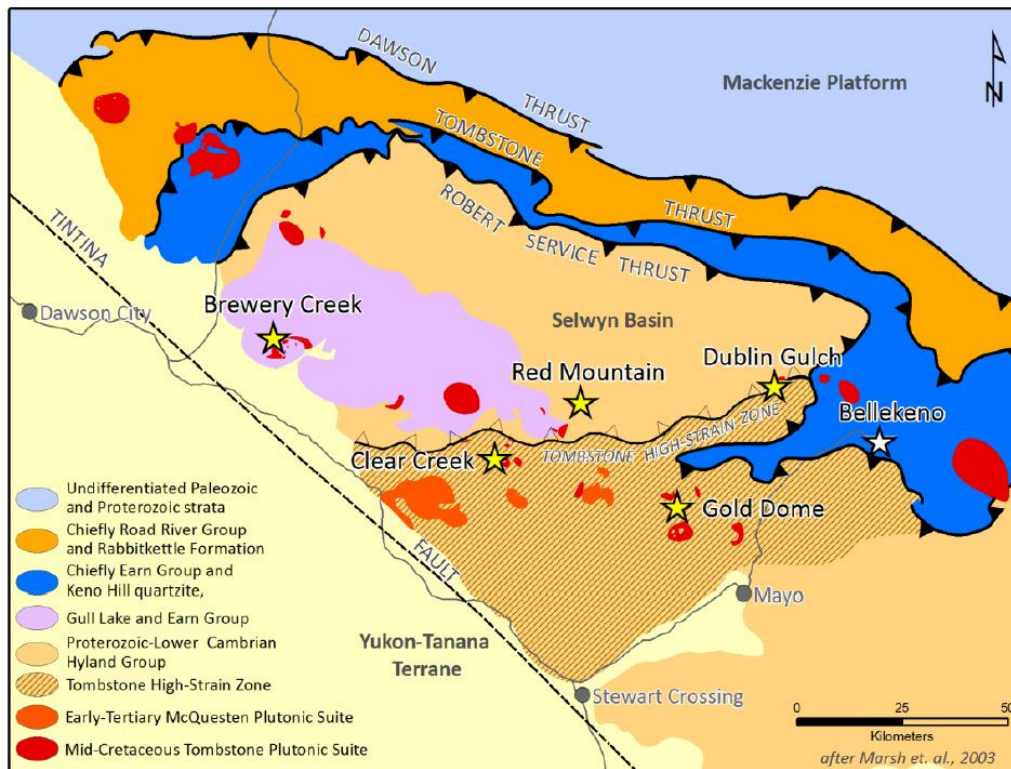 DAWSON
THRUST
Mackenzie Platform
N
TOMBSTONE
THRUST
ROBERT SERVICE THRUST
TINTINA
Dawson City
Brewery Creek
Selwyn Basin
Red Mountain
Dublin Gulch
Bellekeno
TOMBSTONE HIGH-STRAIN ZONE
Clear Creek
Gold Dome
FAULT
Mayo
Yukon-Tanana
Terrane
Stewart Crossing
Undifferentiated Paleozoic
and Proterozoic strata
Chiefly Road River Group
and Rabbitkettle Formation
Chiefly Earn Group and
Keno Hill quartzite,
Gull Lake and Earn Group
Proterozoic-Lower Cambrian
Hyland Group
Tombstone High-Strain Zone
Early-Tertiary McQuesten Plutonic Suite
Mid-Cretaceous Tombstone Plutonic Suite
0 25 50
Kilometers
after Marsh et. al., 2003